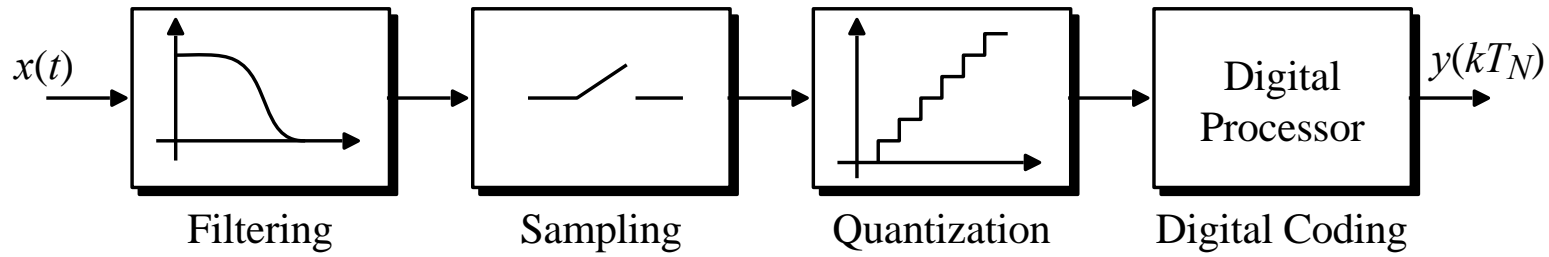 x(t)
Filtering
Sampling
Quantization
Digital
Processor
Digital Coding
y(kT_N)